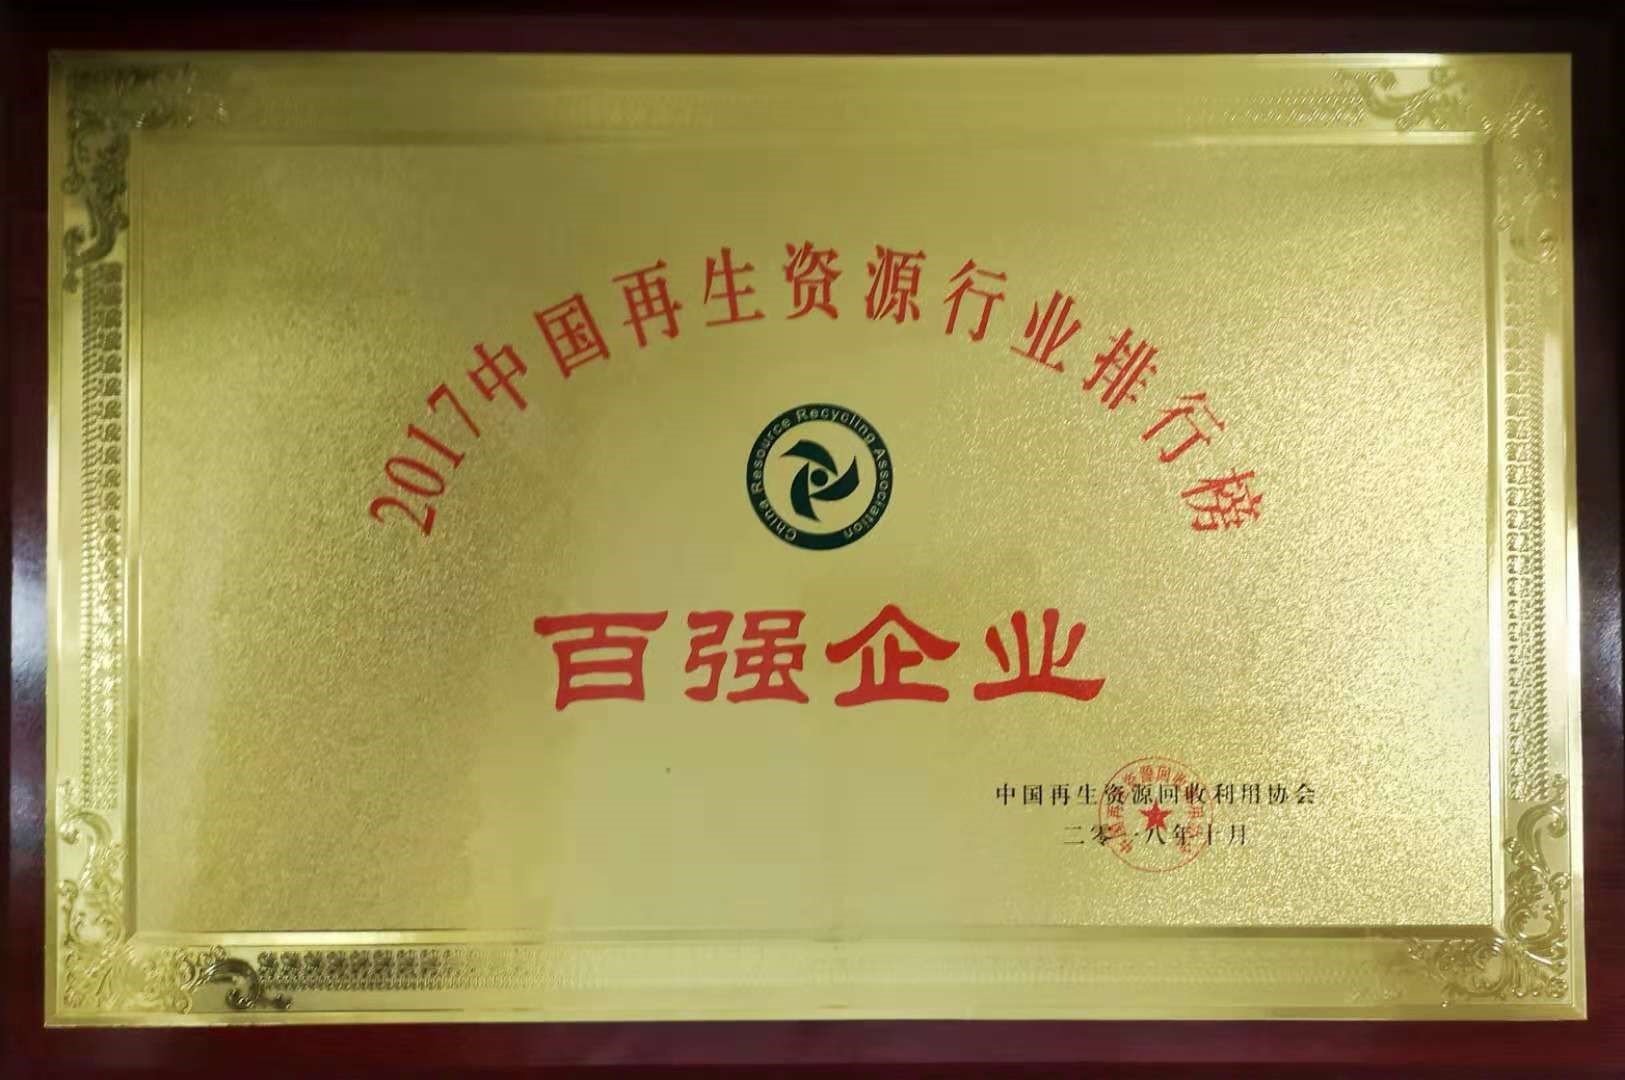 2017中国再生资源行业排行榜
China Resource Recycling Association
百强企业
中国再生资源回收利用协会
二零一八年十月